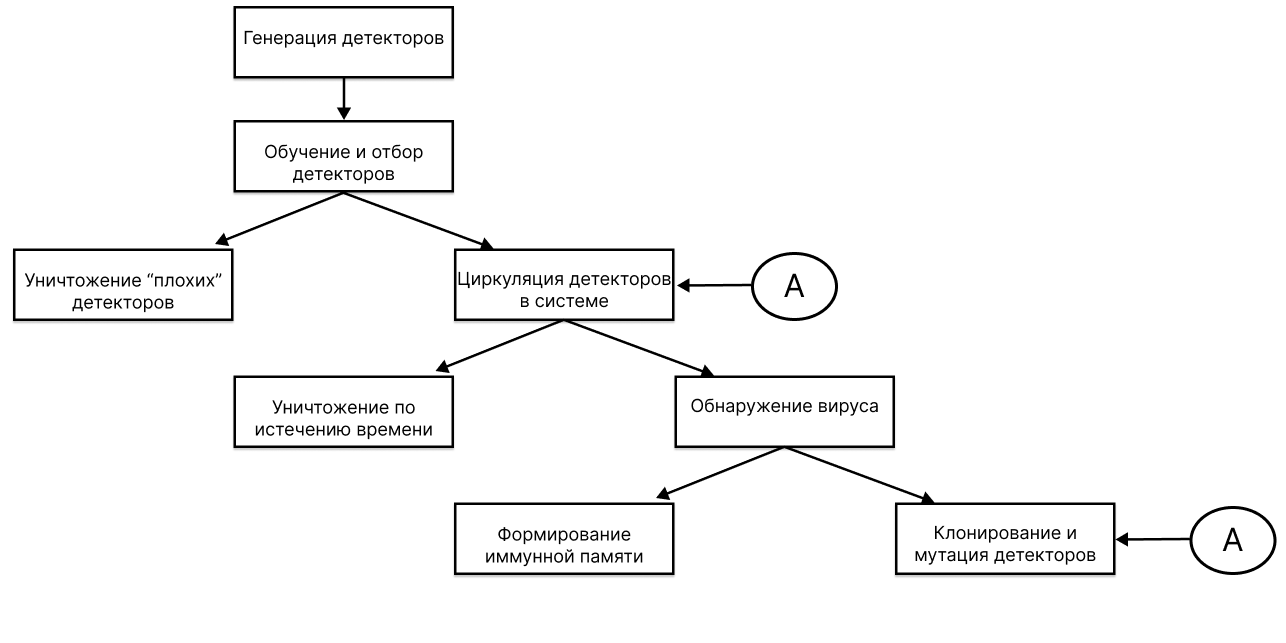 Генерация детекторов
Обучение и отбор
детекторов
Уничтожение “плохих”
детекторов
Циркуляция детекторов
в системе
А
Уничтожение по
истечению времени
Обнаружение вируса
Формирование
иммунной памяти
Клонирование и
мутация детекторов
А